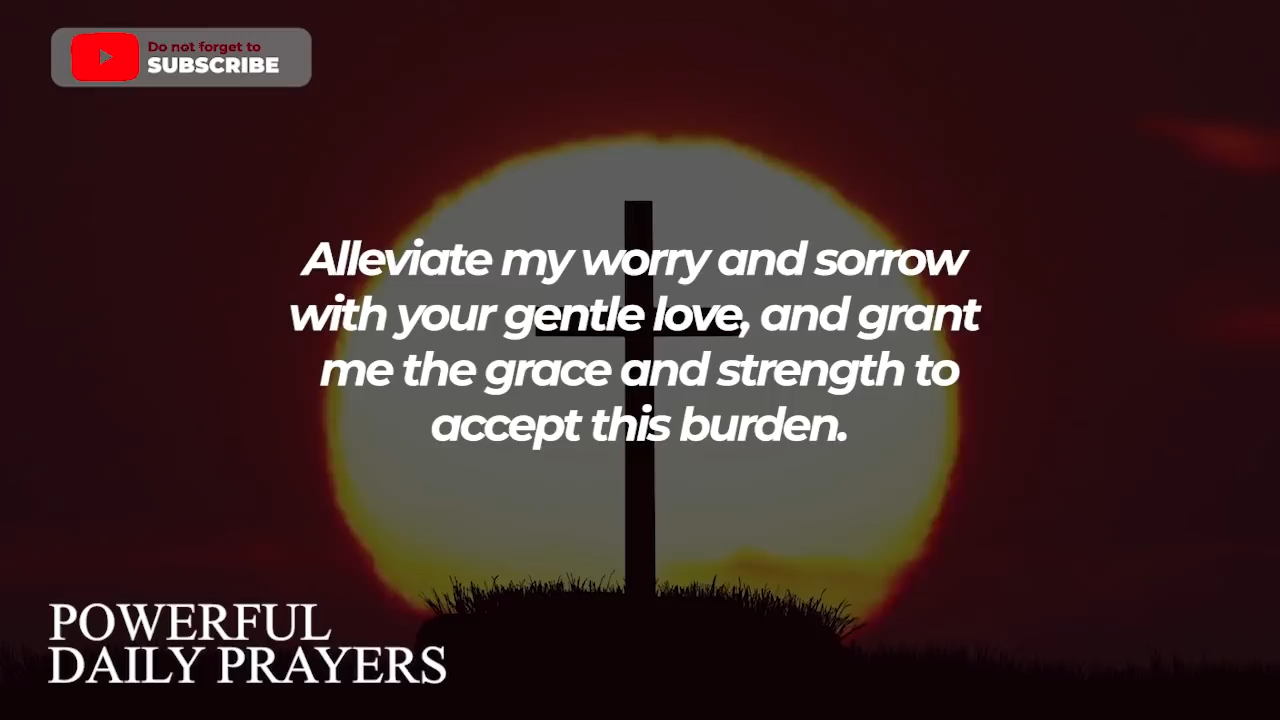 Do not forget to
SUBSCRIBE
Alleviate my worry and sorrow
with your gentle love, and grant
me the grace and strength to
accept this burden.
POWERFUL
DAILY PRAYERS